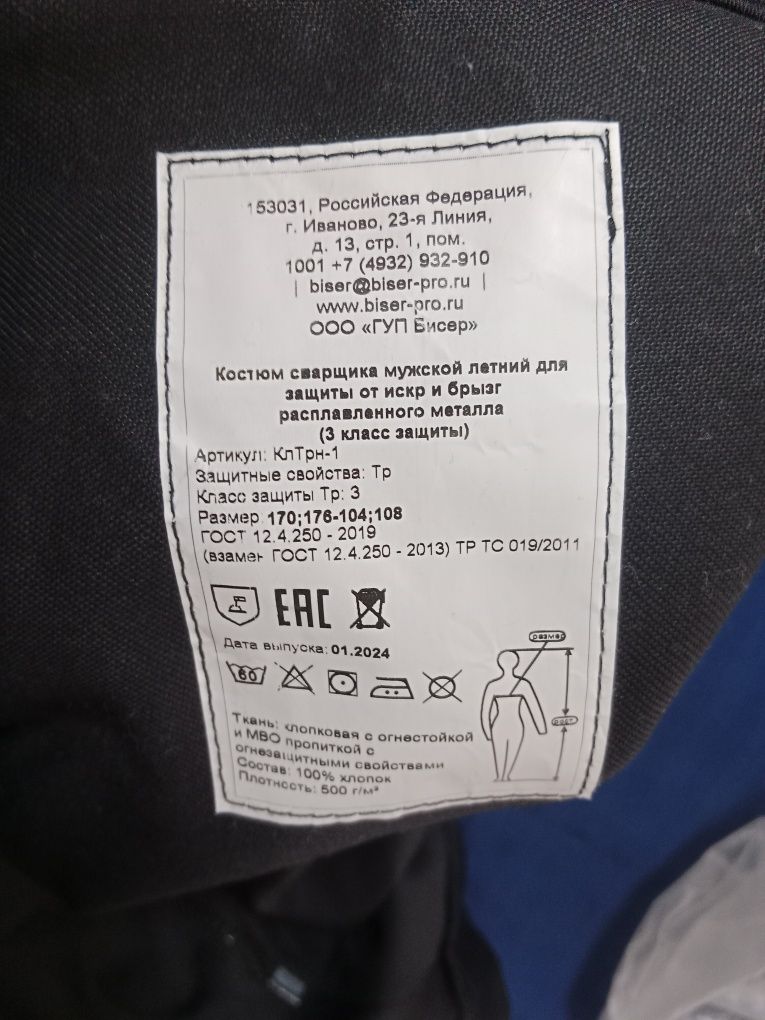 153031, Российская Федерация,
г. Иваново, 23-я Линия,
д. 13, стр. 1, пом.
1001 +7 (4932) 932-910
| biser@biser-pro.ru |
www.biser-pro.ru
ООО «ГУП Бисер»
Костюм сварщика мужской летний для
защиты от искр и брызг
расплавленного металла
(3 класс защиты)
Артикул: КлТрн-1
Защитные свойства: Тр
Класс защиты Тр: 3
Размер 170;176-104;108
ГОСТ 12.4.250 - 2019
(взамен ГОСТ 12.4.250 - 2013) ТР ТС 019/2011
EAC
Дата выпуска: 01.2024
60
размер
рост
Ткань: хлопковая с огнестойкой
и МВО пропиткой с
огнезащитными свойствами
Состав: 100% хлопок
Плотность: 500 г/м²